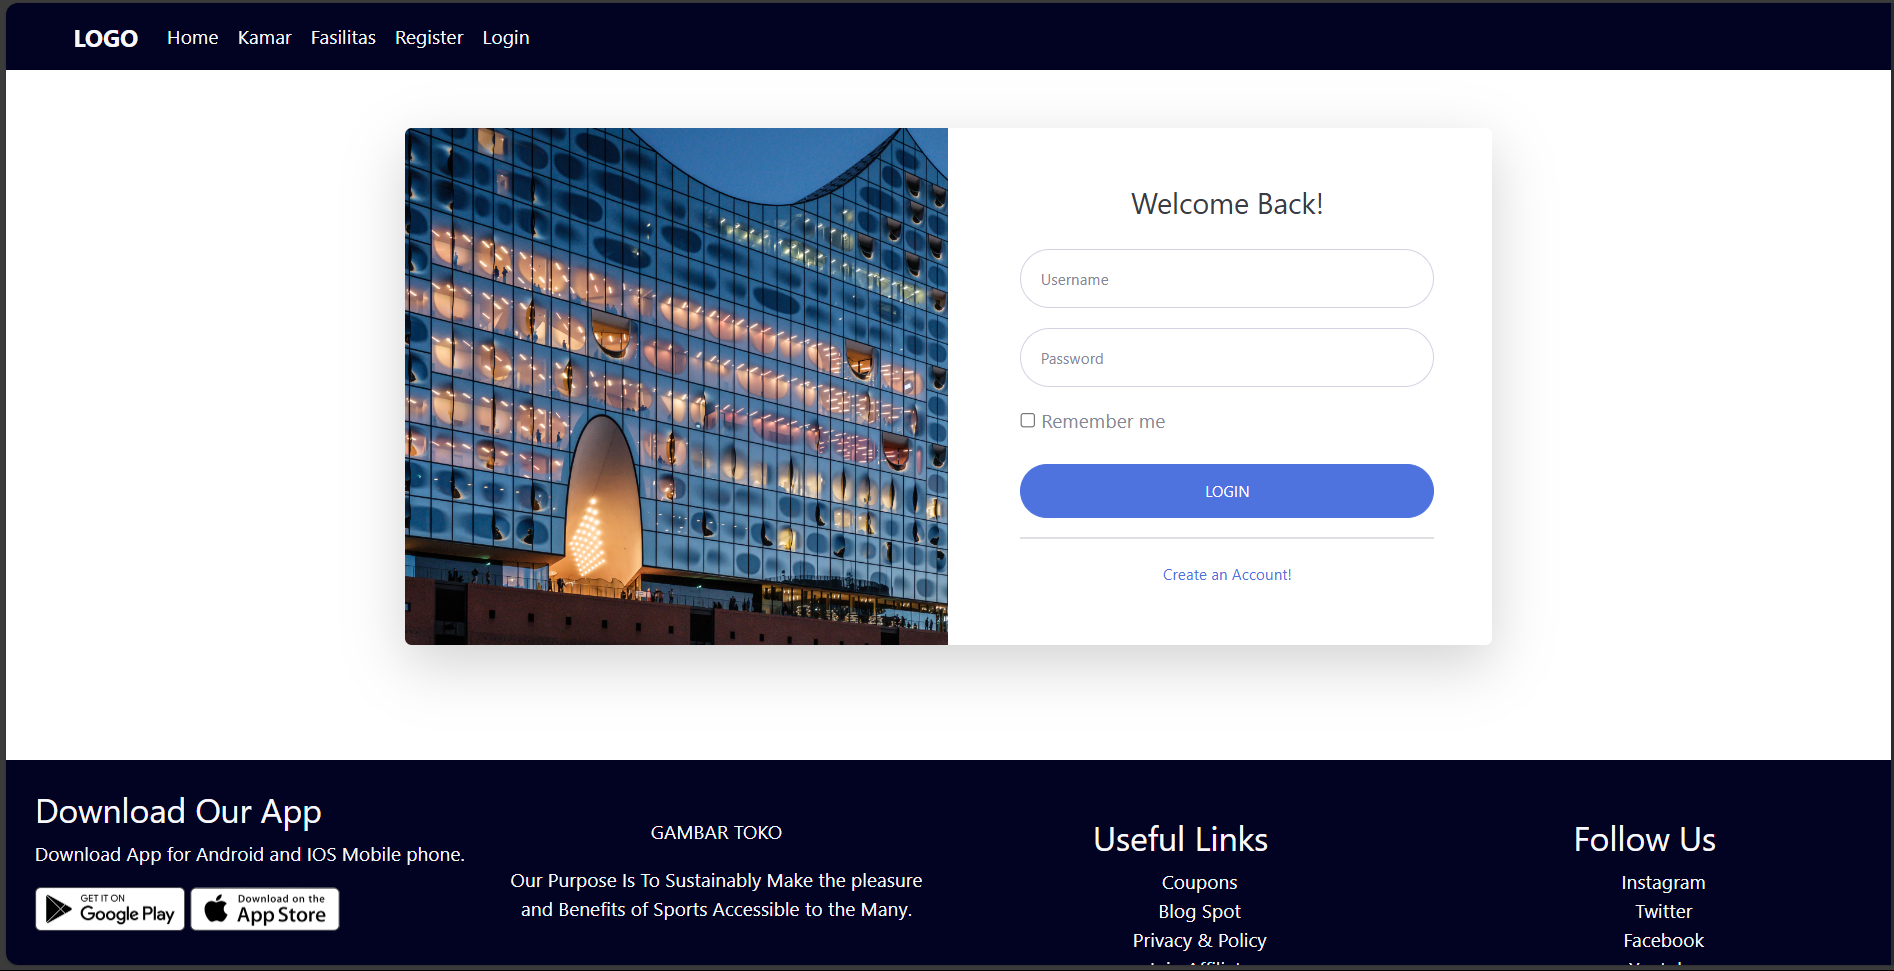 LOGO Home Kamar Fasilitas Register Login
Welcome Back!
Username
Password
Remember me
LOGIN
Create an Account!
Download Our App
Download App for Android and IOS Mobile phone.
GET IT ON
Google Play
Download on the
App Store
GAMBAR TOKO
Our Purpose Is To Sustainably Make the pleasure
and Benefits of Sports Accessible to the Many.
Useful Links
Coupons
Blog Spot
Privacy & Policy
Follow Us
Instagram
Twitter
Facebook